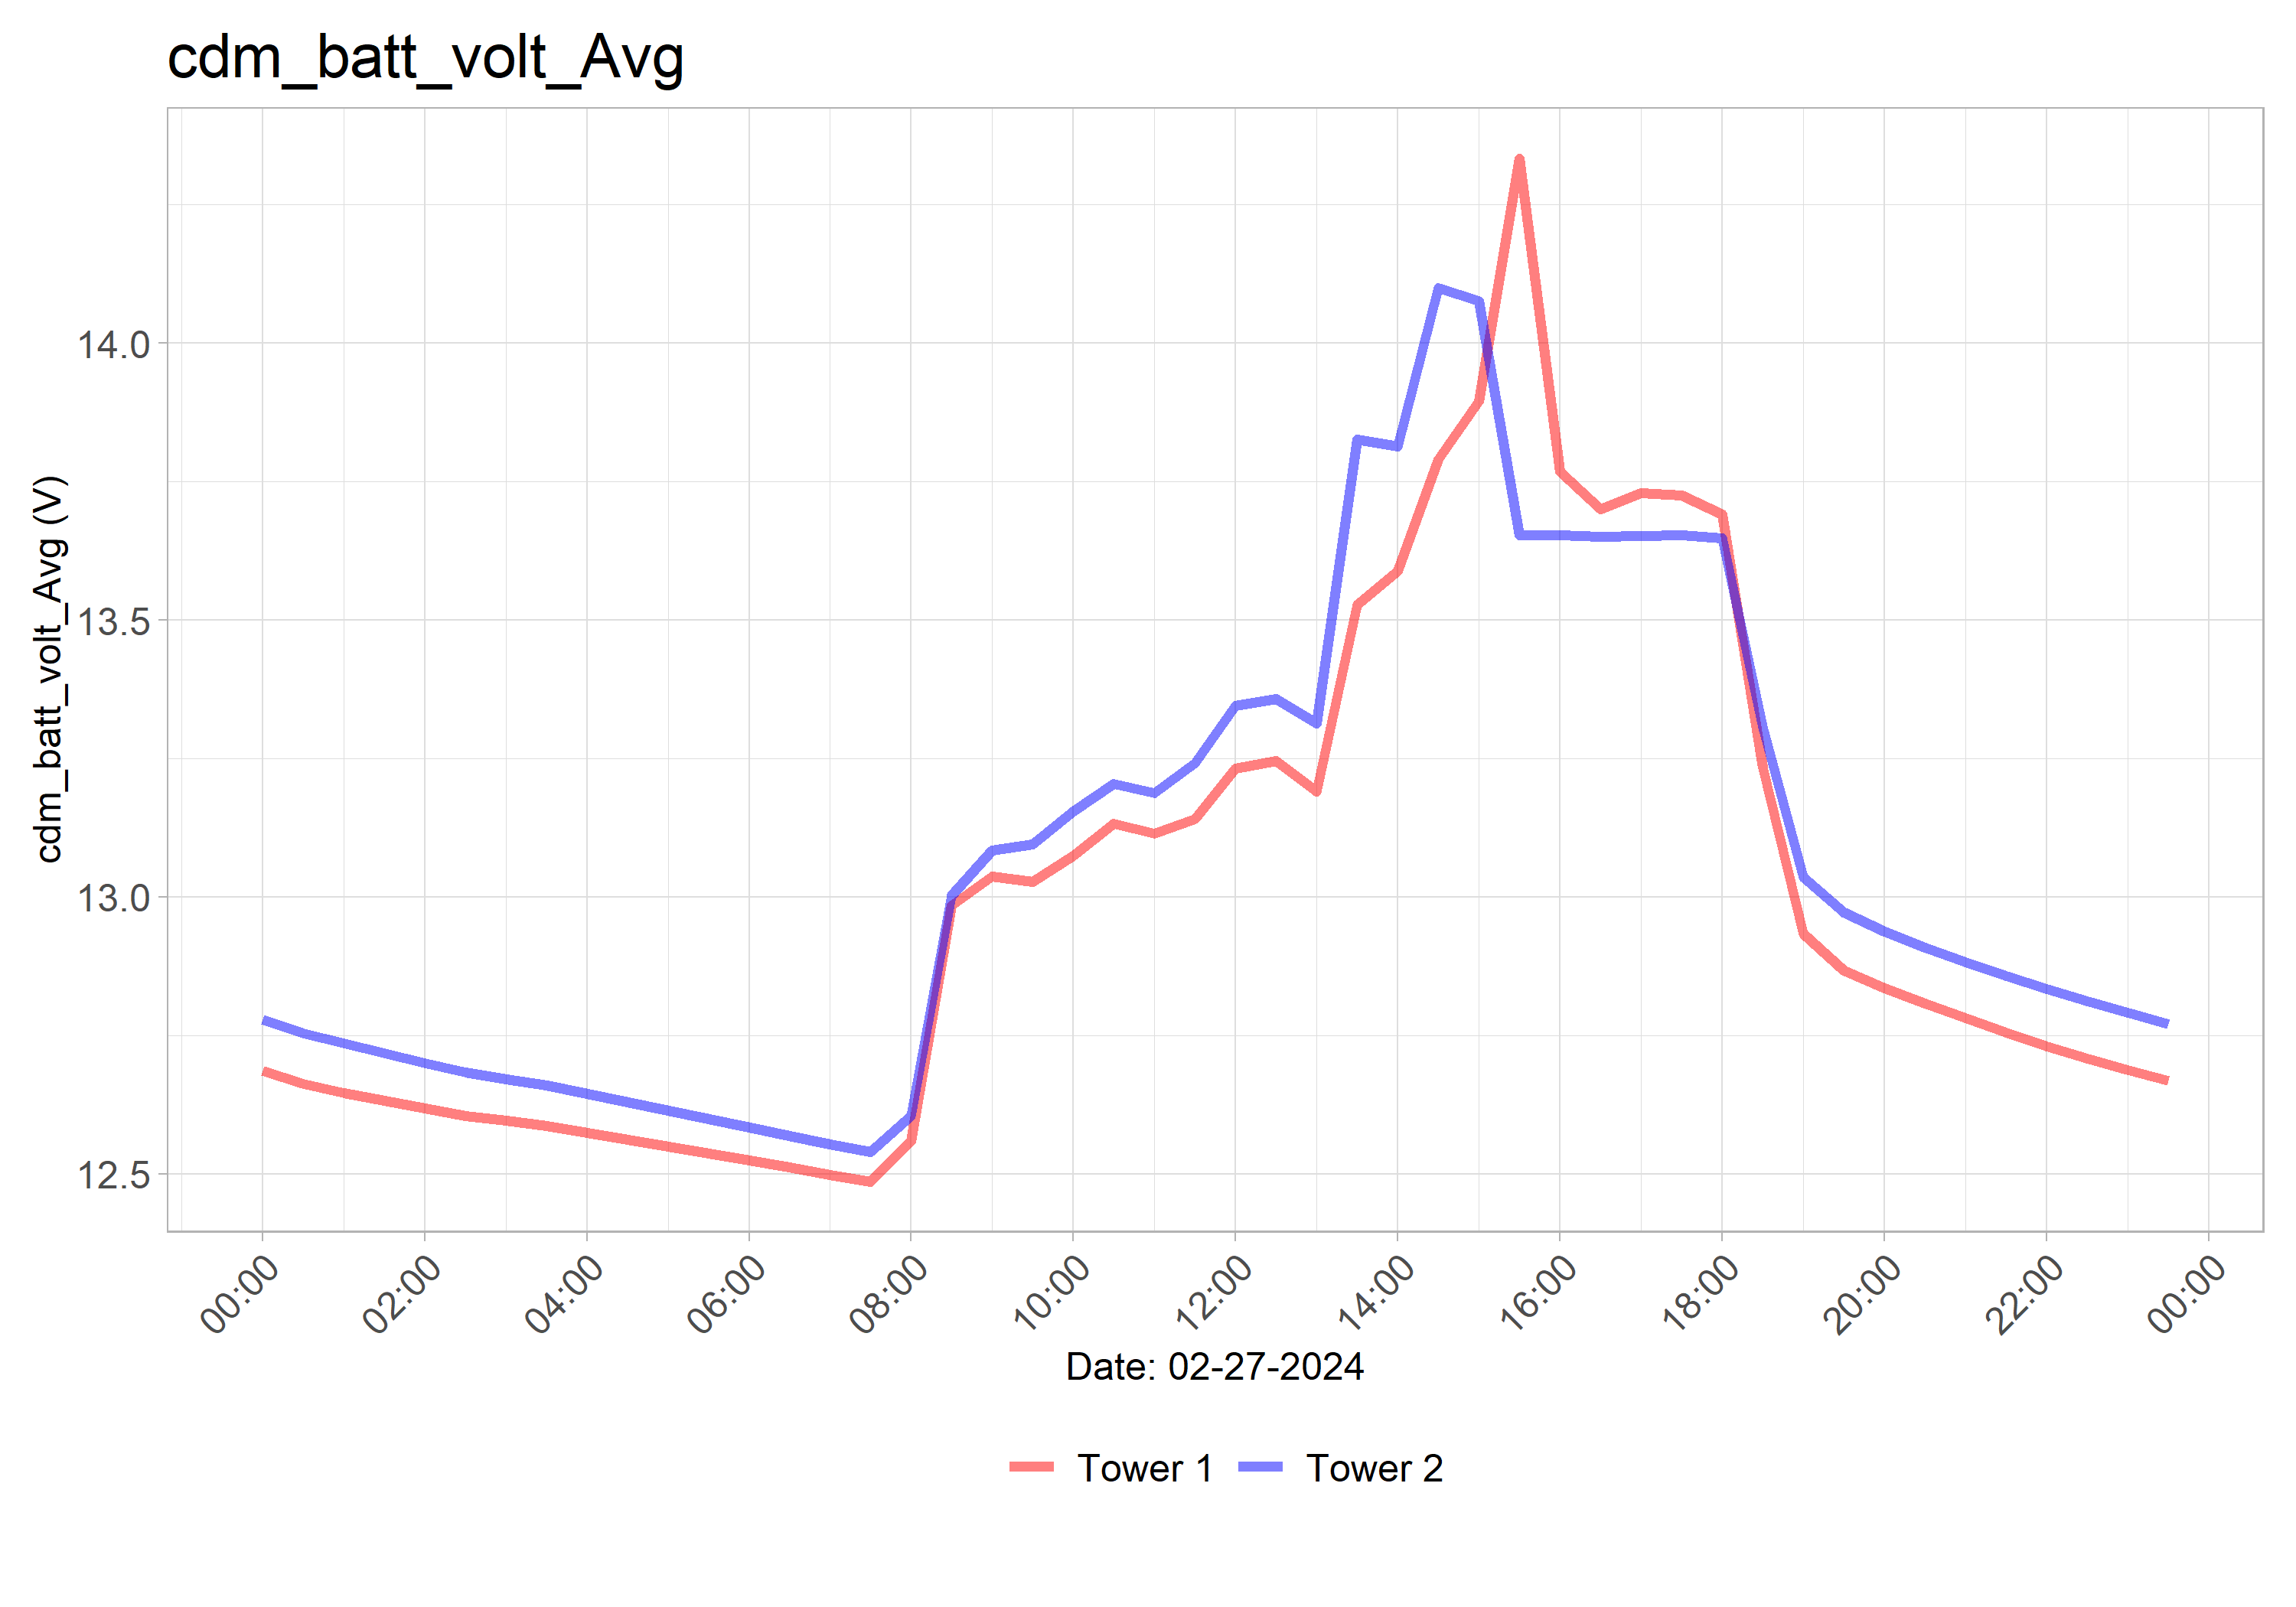 cdm_batt_volt_Avg
cdm_batt_volt_Avg (V)
14.0
13.5
13.0
12.5
00:00 02:00 04:00 06:00 08:00 10:00 12:00 14:00 16:00 18:00 20:00 22:00 00:00
Date: 02-27-2024
Tower 1 Tower 2